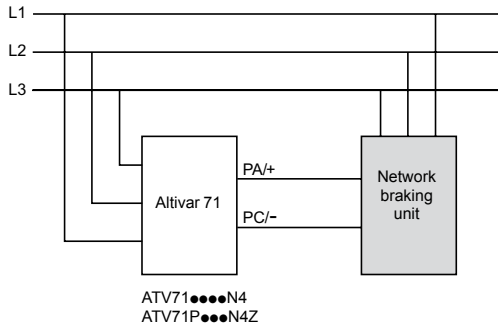 L1
L2
L3
PA/+
Altivar 71
PC/-
Network
braking
unit
ATV71●●●●N4
ATV71P●●●N4Z